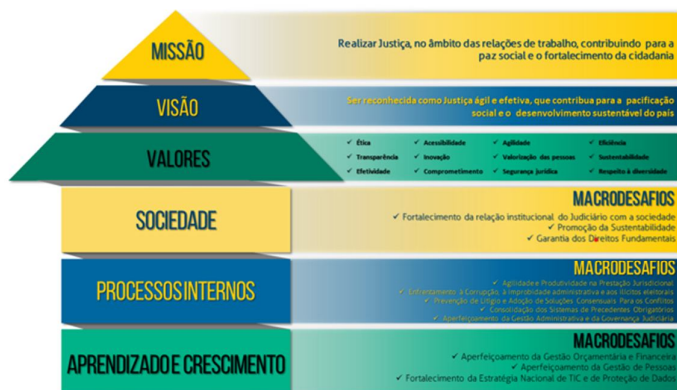 MISSÃO
Realizar Justiça, no âmbito das relações de trabalho, contribuindo para a
paz social e o fortalecimento da cidadania
VISÃO
Ser reconhecida como Justiça ágil e efetiva, que contribua para a pacificação
social e o desenvolvimento sustentável do país
VALORES
✓ Ética ✓ Acessibilidade ✓ Agilidade ✓ Eficiência
✓ Transparência ✓ Inovação ✓ Valorização das pessoas ✓ Sustentabilidade
✓ Efetividade ✓ Comprometimento ✓ Segurança jurídica ✓ Respeito à diversidade
SOCIEDADE
MACRODESAFIOS
✓ Fortalecimento da relação institucional do Judiciário com a sociedade
✓ Promoção da Sustentabilidade
✓ Garantia dos Direitos Fundamentais
PROCESSOS INTERNOS
MACRODESAFIOS
✓ Agilidade e Produtividade na Prestação Jurisdicional
✓ Enfrentamento à Corrupção, à improbidade administrativa e aos ilícitos eleitorais
✓ Prevenção de Litígio e Adoção de Soluções Consensuais Para os Conflitos
✓ Consolidação dos Sistemas de Precedentes Obrigatórios
✓ Aperfeiçoamento da Gestão Administrativa e da Governança Judiciária
APRENDIZADO E CRESCIMENTO
MACRODESAFIOS
✓ Aperfeiçoamento da Gestão Orçamentária e Financeira
✓ Aperfeiçoamento da Gestão de Pessoas
✓ Fortalecimento da Estratégia Nacional de TIC e de Proteção de Dados